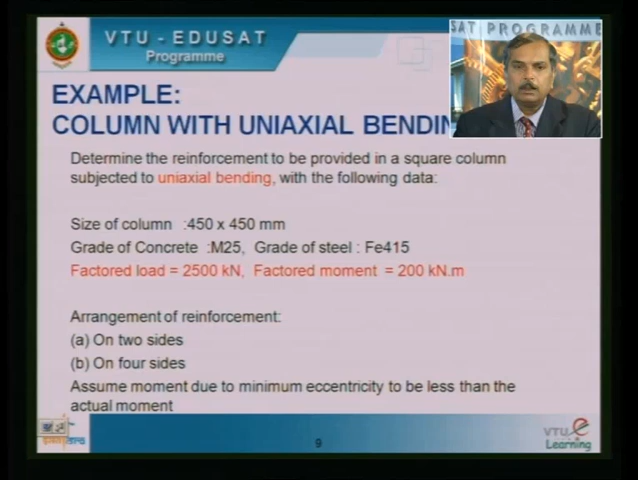 VTU - EDUSAT
Programme
SAT PROGRAMME
EXAMPLE:
COLUMN WITH UNIAXIAL BENDIN
Determine the reinforcement to be provided in a square column
subjected to uniaxial bending, with the following data:
Size of column :450 x 450 mm
Grade of Concrete :M25, Grade of steel : Fe415
Factored load = 2500 kN, Factored moment = 200 kN.m
Arrangement of reinforcement:
(a) On two sides
(b) On four sides
Assume moment due to minimum eccentricity to be less than the
actual moment
9
VTU e
Learning